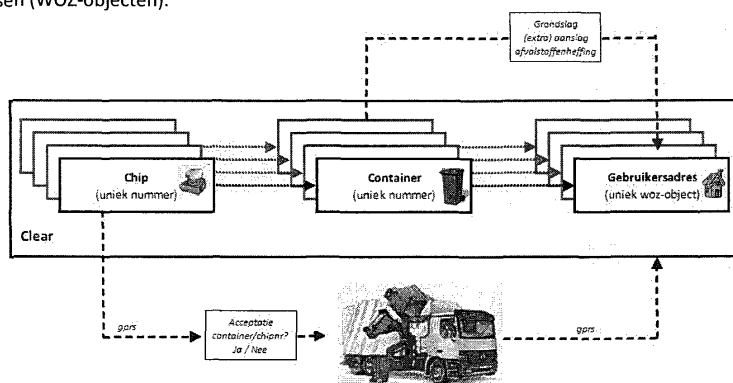 sen (WOZ-objecten).
Grondslag
(extra) aanslag
afvalstoffenheffing
Chip
(uniek nummer)
Container
(uniek nummer)
Gebruikersadres
(uniek woz-object)
Clear
gprs
Acceptatie
container/chipnr?
Ja / Nee
gprs